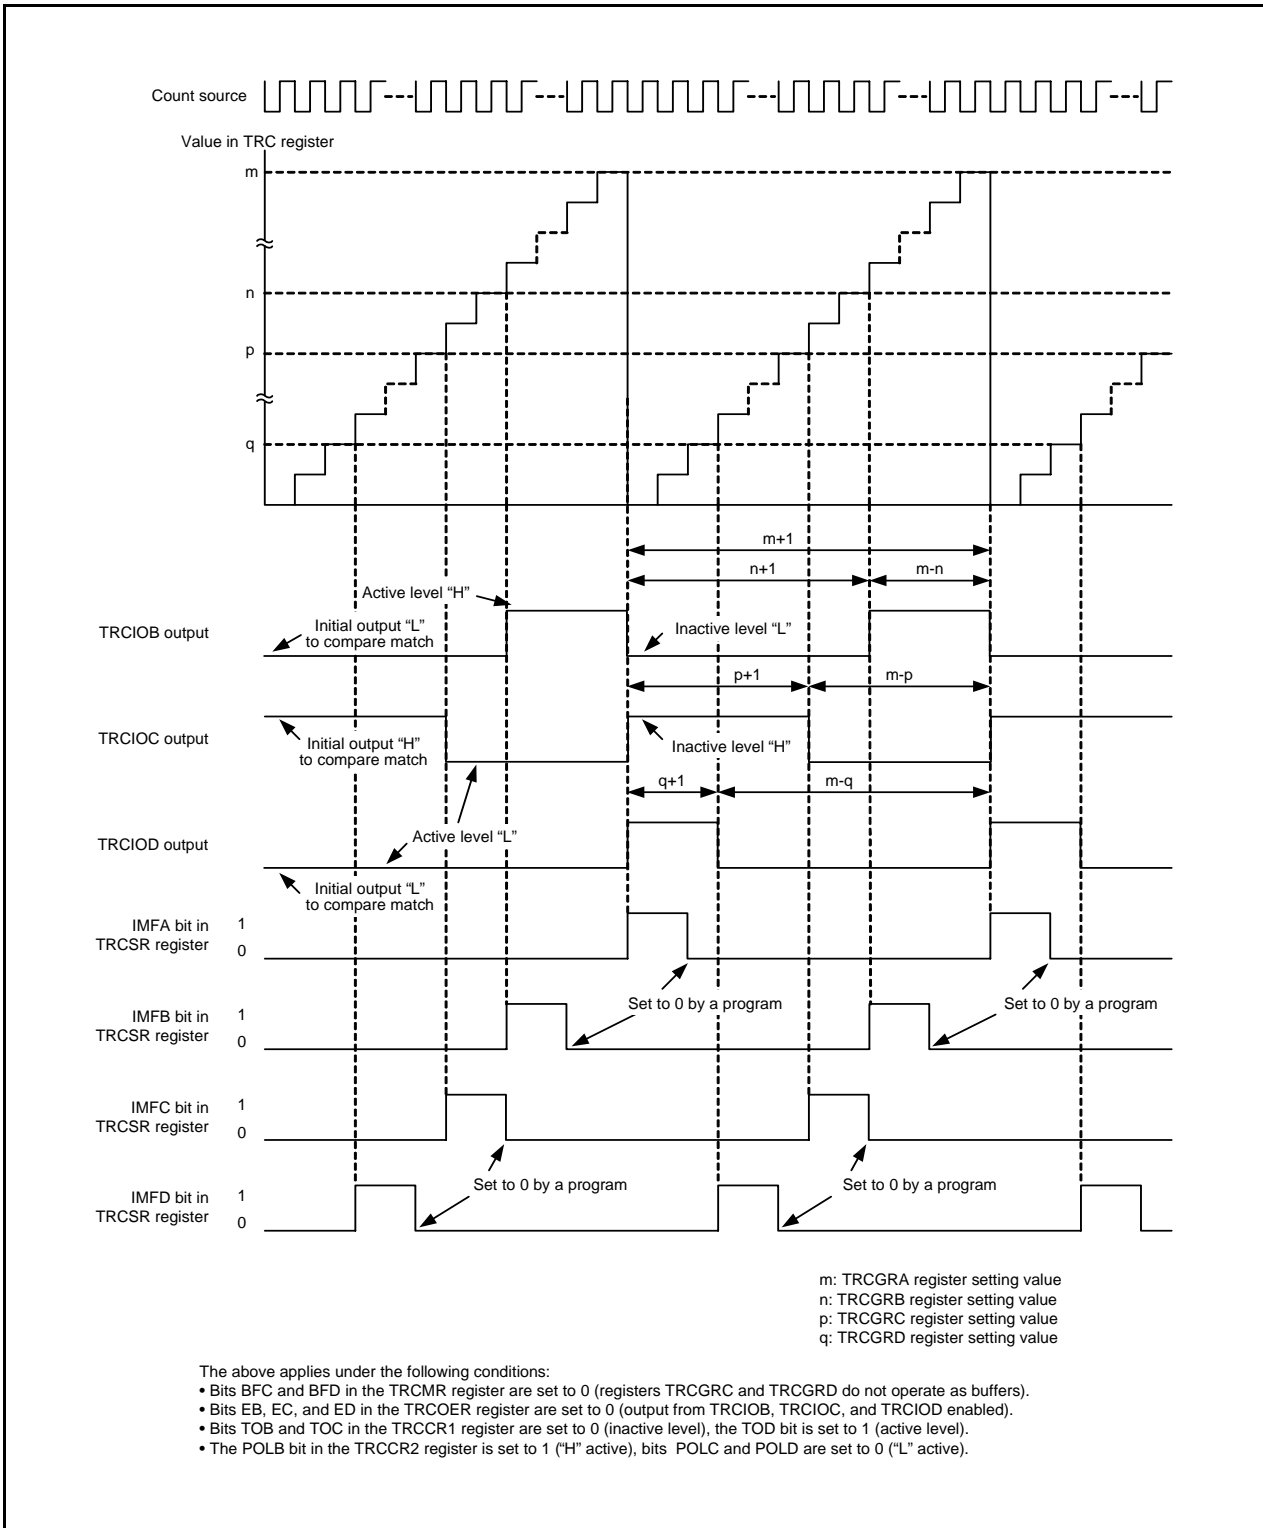 Count source
Value in TRC register
m
n
p
q
m+1
n+1
m-n
Active level “H”
TRCIOB output
Initial output “L”
to compare match
Inactive level “L”
p+1
m-p
TRCIOC output
Initial output “H”
to compare match
Inactive level “H”
q+1
m-q
TRCIOD output
Active level “L”
Initial output “L”
to compare match
IMFA bit in
TRCSR register
1
0
Set to 0 by a program
Set to 0 by a program
IMFB bit in
TRCSR register
1
0
IMFC bit in
TRCSR register
1
0
Set to 0 by a program
Set to 0 by a program
IMFD bit in
TRCSR register
1
0
m: TRCGRA register setting value
n: TRCGRB register setting value
p: TRCGRC register setting value
q: TRCGRD register setting value
The above applies under the following conditions:
• Bits BFC and BFD in the TRCMR register are set to 0 (registers TRCGRC and TRCGRD do not operate as buffers).
• Bits EB, EC, and ED in the TRCOER register are set to 0 (output from TRCIOB, TRCIOC, and TRCIOD enabled).
• Bits TOB and TOC in the TRCCR1 register are set to 0 (inactive level), the TOD bit is set to 1 (active level).
• The POLB bit in the TRCCR2 register is set to 1 (“H” active), bits POLC and POLD are set to 0 (“L” active).